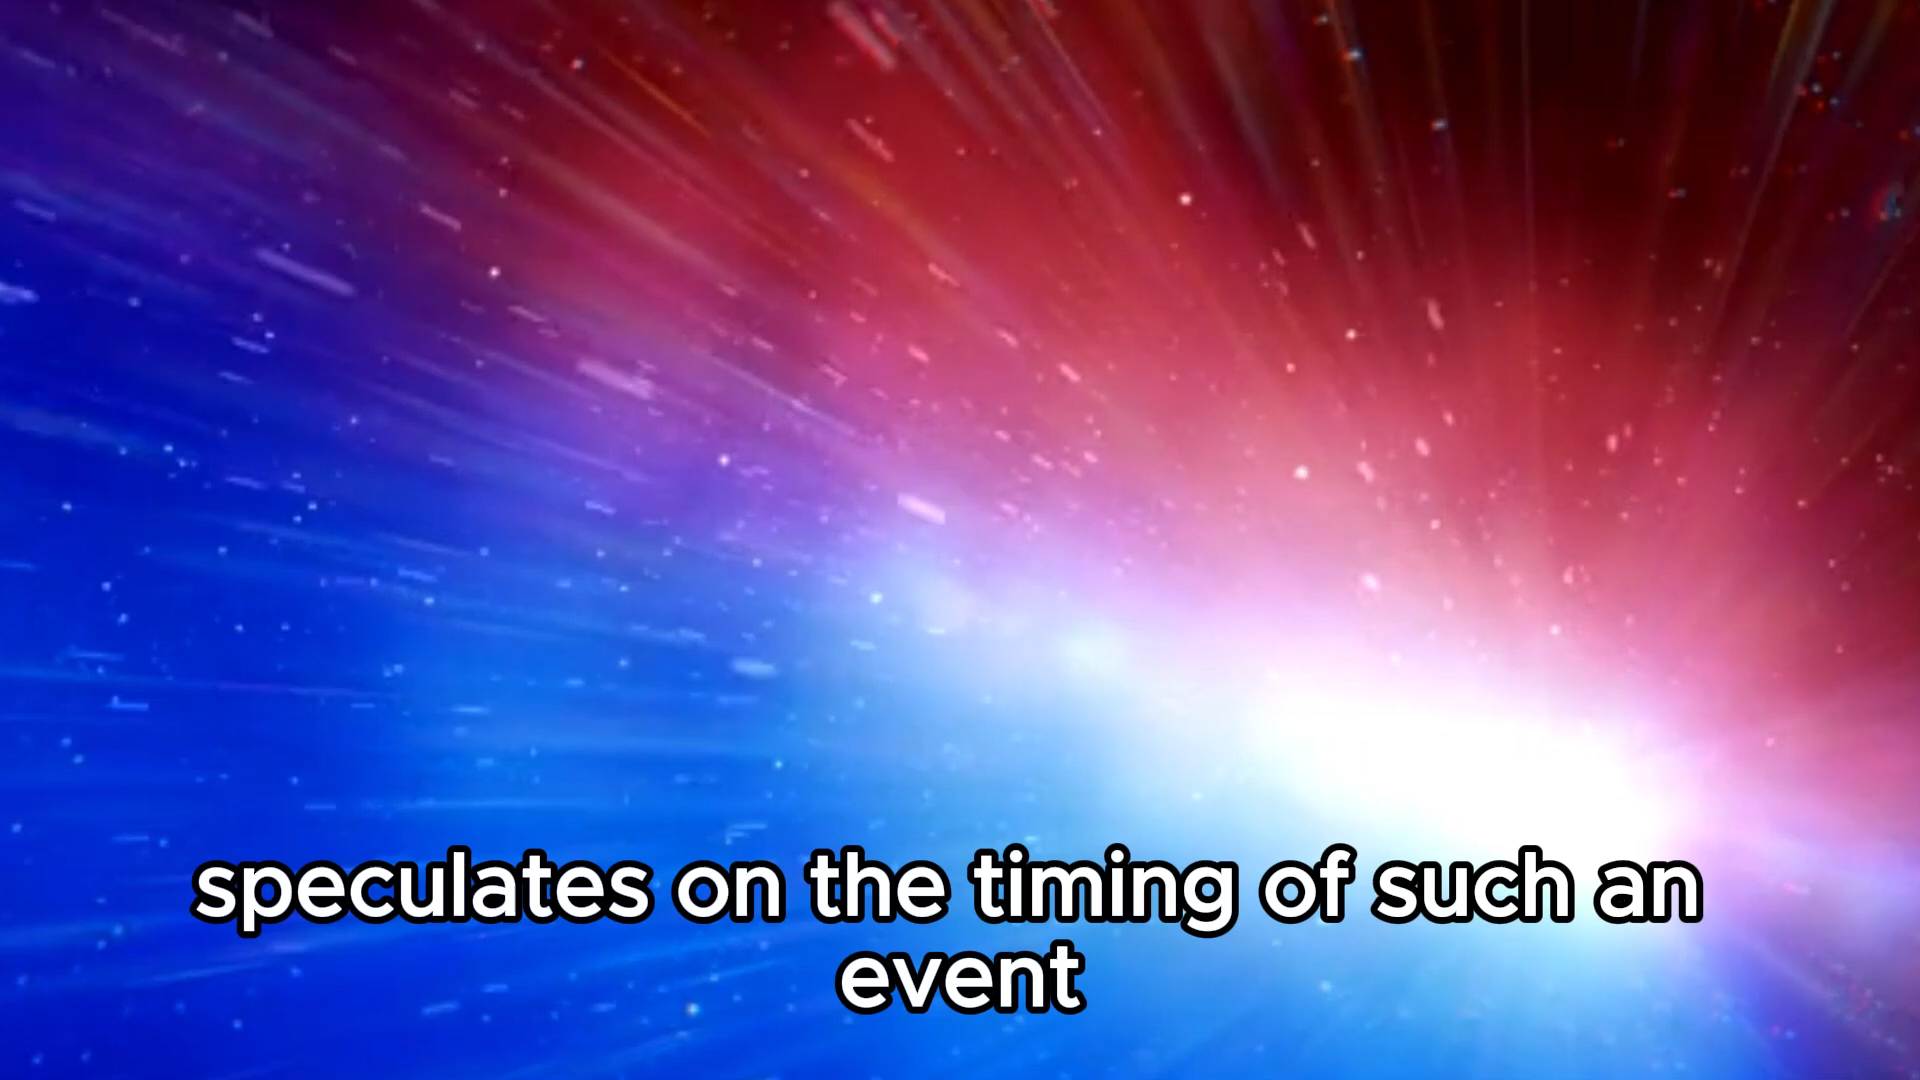 speculates on the timing of such an
event